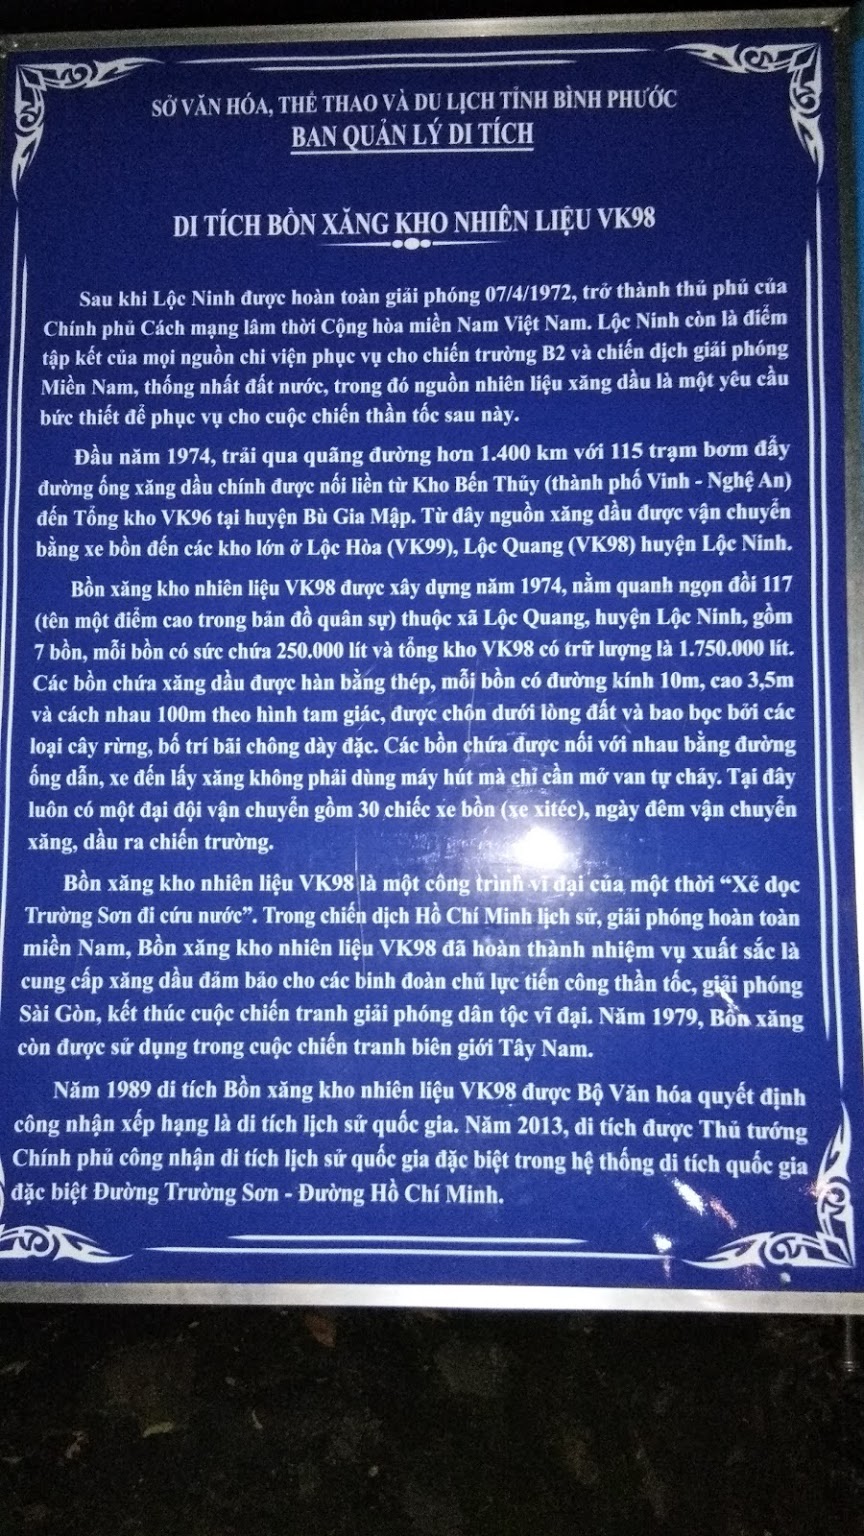 SỞ VĂN HÓA, THỂ THAO VÀ DU LỊCH TỈNH BÌNH PHƯỚC
BAN QUẢN LÝ DI TÍCH
DI TÍCH BỒN XĂNG KHO NHIÊN LIỆU VK98
Sau khi Lộc Ninh được hoàn toàn giải phóng 07/4/1972, trở thành thủ phủ của
Chính phủ Cách mạng lâm thời Cộng hòa miền Nam Việt Nam. Lộc Ninh còn là điểm
tập kết của mọi nguồn chi viện phục vụ cho chiến trường B2 và chiến dịch giải phóng
Miền Nam, thống nhất đất nước, trong đó nguồn nhiên liệu xăng dầu là một yêu cầu
bức thiết để phục vụ cho cuộc chiến thần tốc sau này.
Đầu năm 1974, trải qua quãng đường hơn 1.400 km với 115 trạm bơm đẩy
đường ống xăng dầu chính được nối liền từ Kho Bến Thủy (thành phố Vinh - Nghệ An)
đến Tổng kho VK96 tại huyện Bù Gia Mập. Từ đây nguồn xăng dầu được vận chuyển
bằng xe bồn đến các kho lớn ở Lộc Hòa (VK99), Lộc Quang (VK98) huyện Lộc Ninh.
Bồn xăng kho nhiên liệu VK98 được xây dựng năm 1974, nằm quanh ngọn đồi 117
(tên một điểm cao trong bản đồ quân sự) thuộc xã Lộc Quang, huyện Lộc Ninh, gồm
7 bồn, mỗi bồn có sức chứa 250.000 lít và tổng kho VK98 có trữ lượng là 1.750.000 lít.
Các bồn chứa xăng dầu được hàn bằng thép, mỗi bồn có đường kính 10m, cao 3,5m
và cách nhau 100m theo hình tam giác, được chôn dưới lòng đất và bao bọc bởi các
loại cây rừng, bố trí bãi chông dày đặc. Các bồn chứa được nối với nhau bằng đường
ống dẫn, xe đến lấy xăng không phải dùng máy hút mà chỉ cần mở van tự chảy. Tại đây
luôn có một đại đội vận chuyển gồm 30 chiếc xe bồn (xe xitéc), ngày đêm vận chuyển
xăng, dầu ra chiến trường.
Bồn xăng kho nhiên liệu VK98 là một công trình vĩ đại của một thời “Xẻ dọc
Trường Sơn đi cứu nước”. Trong chiến dịch Hồ Chí Minh lịch sử, giải phóng hoàn toàn
miền Nam, Bồn xăng kho nhiên liệu VK98 đã hoàn thành nhiệm vụ xuất sắc là
cung cấp xăng dầu đảm bảo cho các binh đoàn chủ lực tiến công thần tốc, giải phóng
Sài Gòn, kết thúc cuộc chiến tranh giải phóng dân tộc vĩ đại. Năm 1979, Bồn xăng
còn được sử dụng trong cuộc chiến tranh biên giới Tây Nam.
Năm 1989 di tích Bồn xăng kho nhiên liệu VK98 được Bộ Văn hóa quyết định
công nhận xếp hạng là di tích lịch sử quốc gia. Năm 2013, di tích được Thủ tướng
Chính phủ công nhận di tích lịch sử quốc gia đặc biệt trong hệ thống di tích quốc gia
đặc biệt Đường Trường Sơn - Đường Hồ Chí Minh.